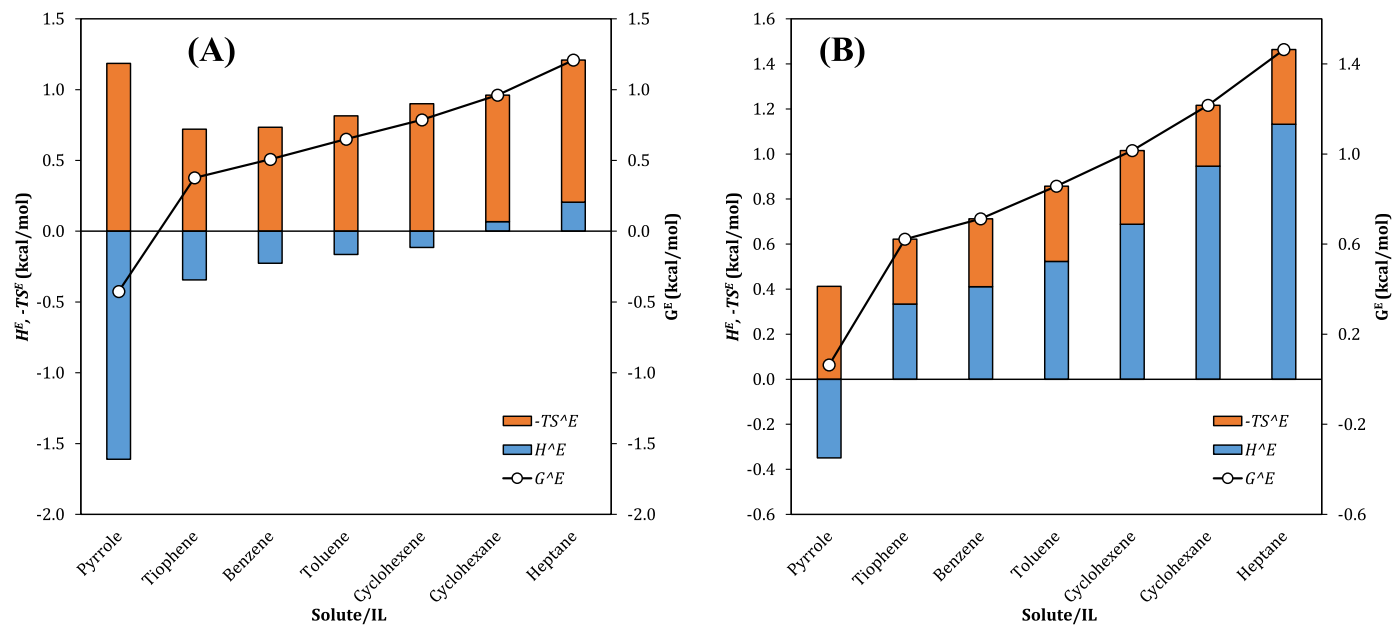 (A)
1.5
1.0
0.5
0.0
-0.5
-1.0
-1.5
-2.0
H^E, -TS^E (kcal/mol)
1.5
1.0
0.5
0.0
-0.5
-1.0
-1.5
-2.0
G^E (kcal/mol)
-TS^E
H^E
G^E
Pyrrole
Tiophene
Benzene
Toluene
Cyclohexene
Cyclohexane
Heptane
Solute/IL
(B)
1.6
1.4
1.2
1.0
0.8
0.6
0.4
0.2
0.0
-0.2
-0.4
-0.6
H^E, -TS^E (kcal/mol)
1.4
1.0
0.6
0.2
-0.2
-0.6
G^E (kcal/mol)
-TS^E
H^E
G^E
Pyrrole
Tiophene
Benzene
Toluene
Cyclohexene
Cyclohexane
Heptane
Solute/IL